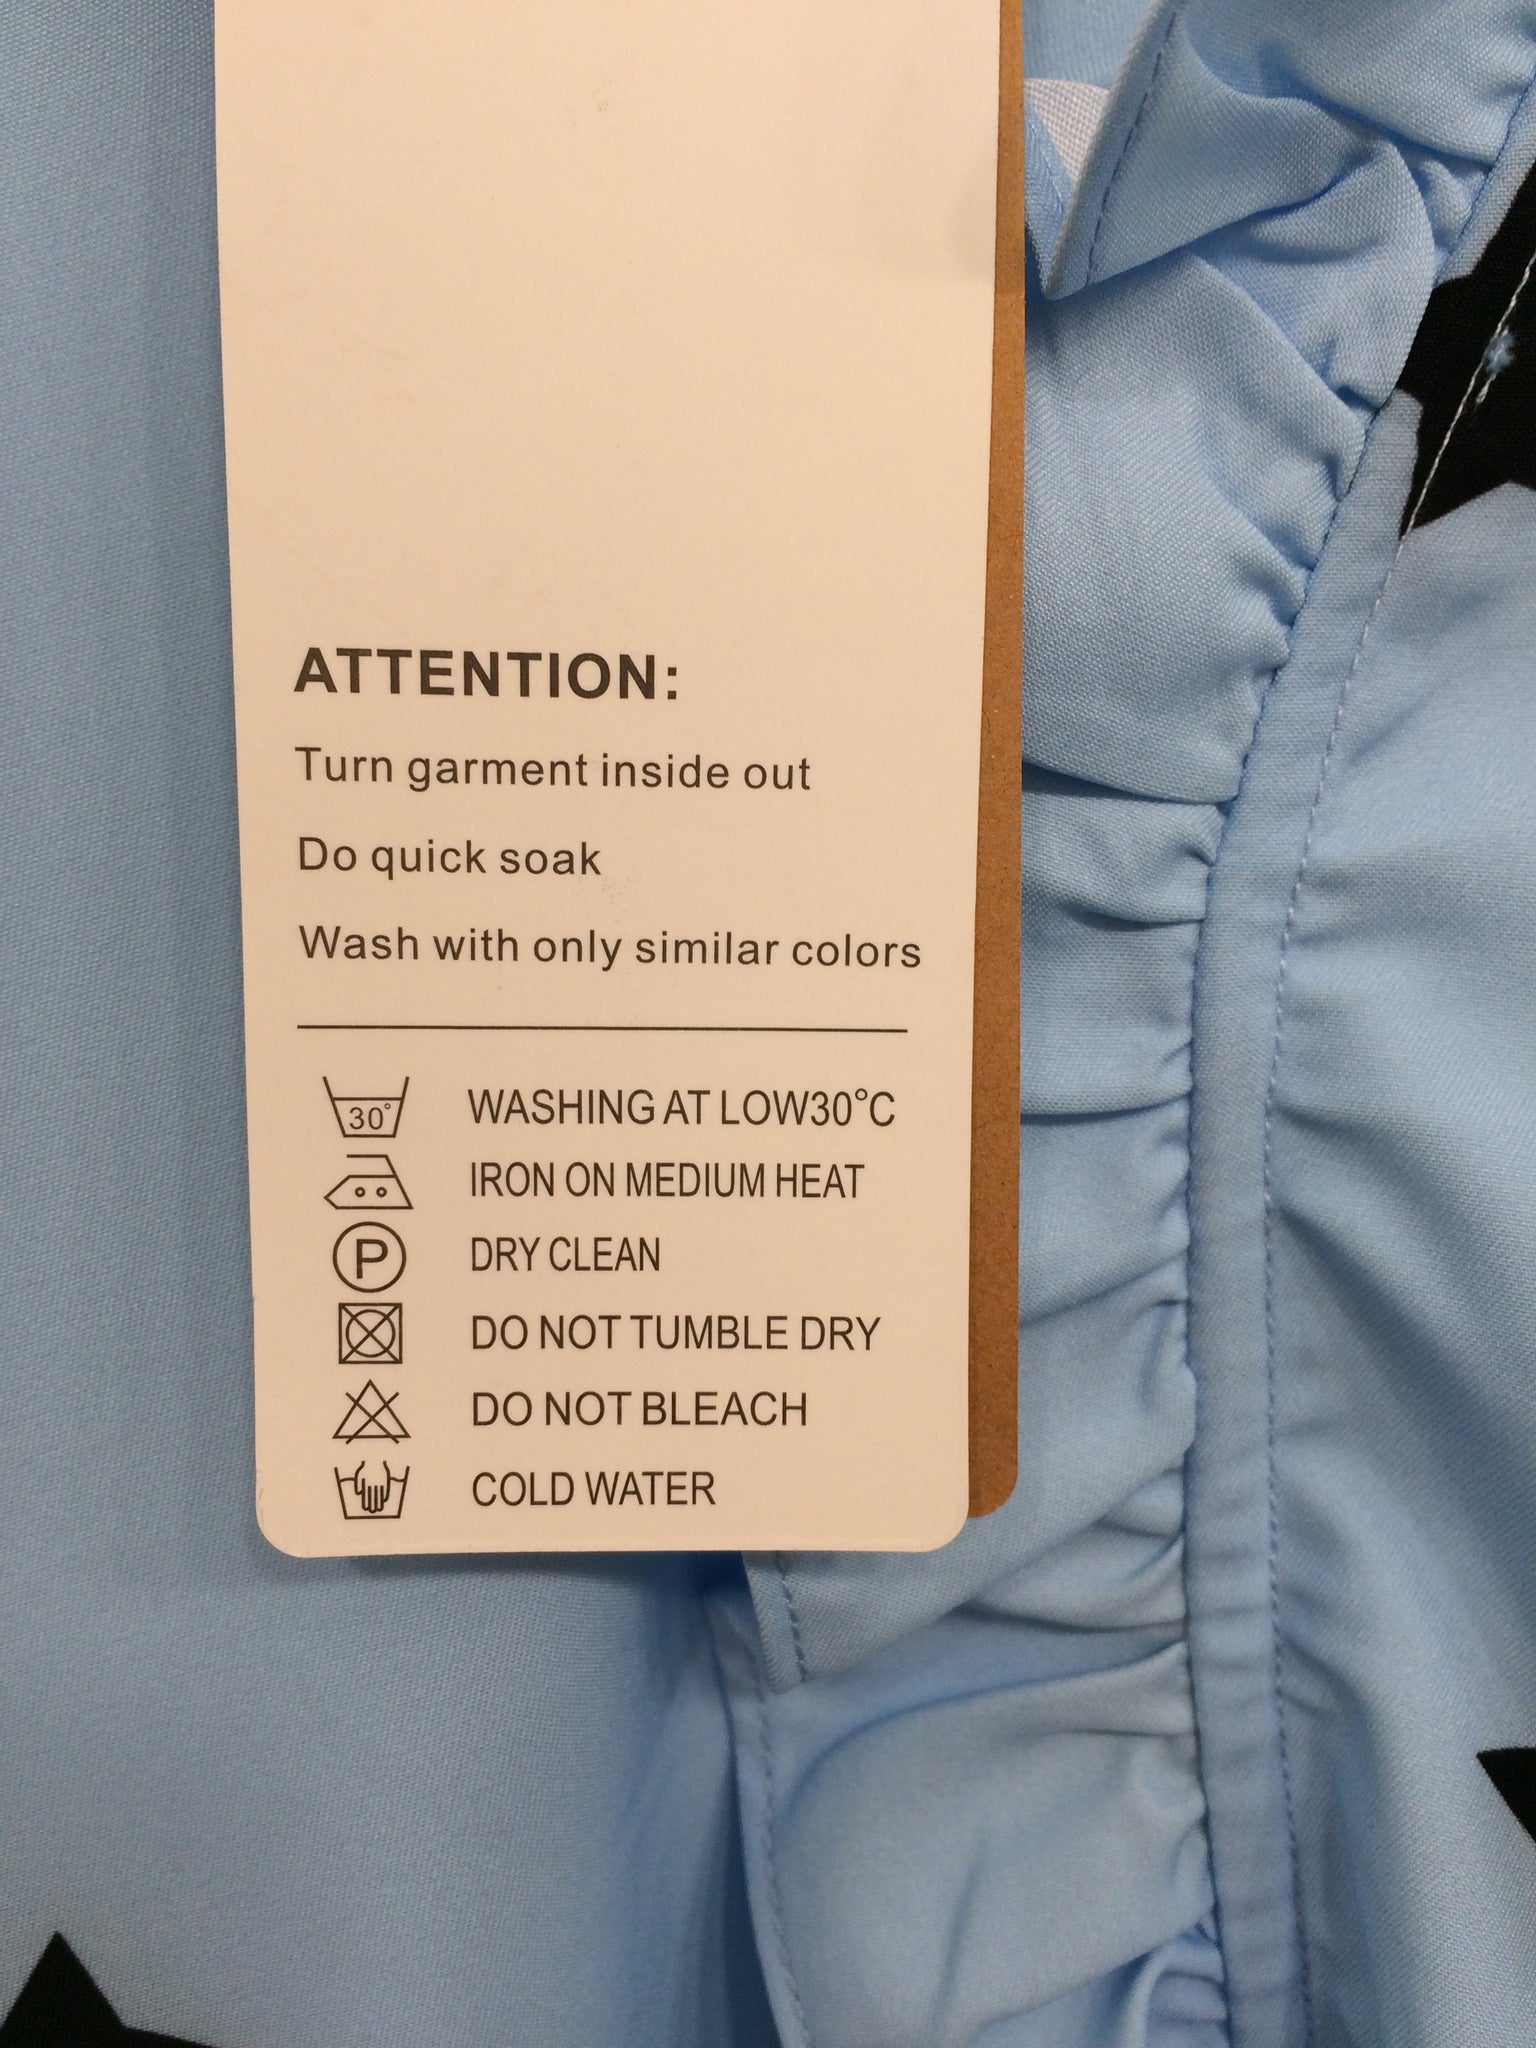 ATTENTION:
Turn garment inside out
Do quick soak
Wash with only similar colors
30° WASHING AT LOW30°C
IRON ON MEDIUM HEAT
P DRY CLEAN
DO NOT TUMBLE DRY
DO NOT BLEACH
COLD WATER